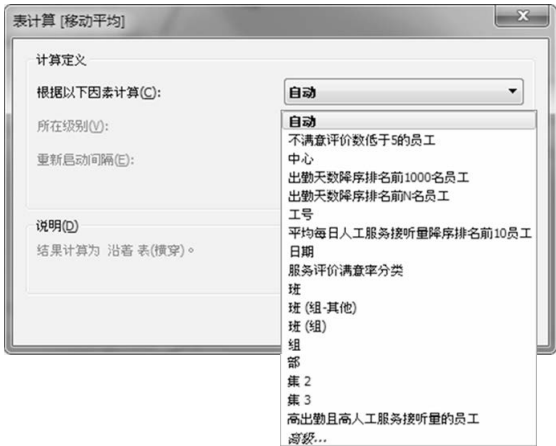 表计算 [移动平均]
计算定义
根据以下因素计算(C):
自动
所在级别(V):
重新启动间隔(E):
说明(D)
结果计算为 沿着 表(横穿)。
自动
不满意评价数低于5的员工
中心
出勤天数降序排名前1000名员工
出勤天数降序排名前N名员工
工号
平均每日人工服务接听量降序排名前10员工
日期
服务评价满意率分类
班
班 (组-其他)
班 (组)
组
部
集 2
集 3
高出勤且高人工服务接听量的员工
高级...